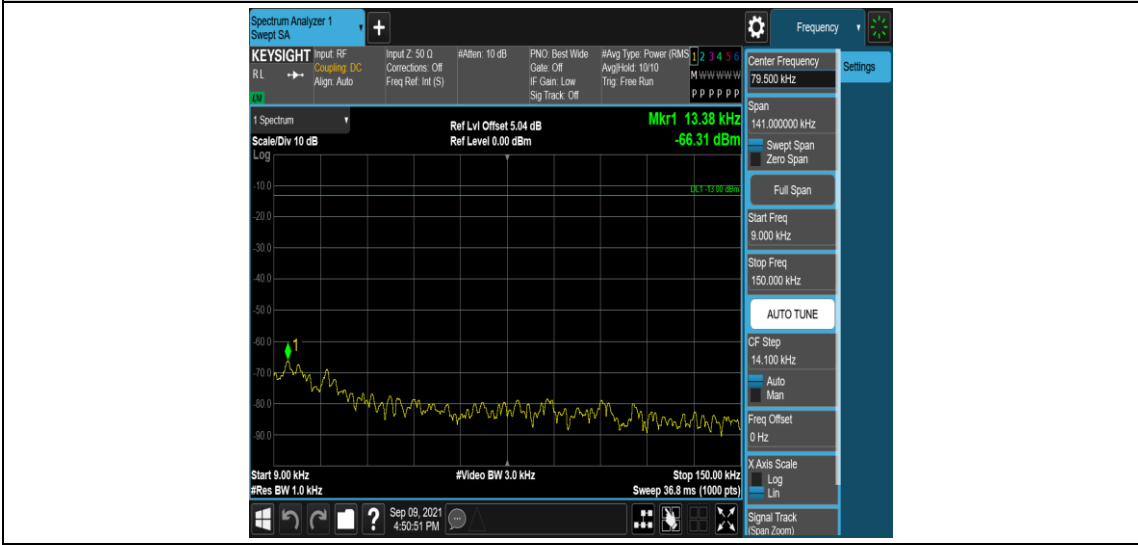 Spectrum Analyzer 1
Swept SA
+
Frequency
KEYSIGHT
RL
LM
Input: RF
Coupling: DC
Align: Auto
Input Z: 50 Ω
Corrections: Off
Freq Ref: Int (S)
#Atten: 10 dB
PNO: Best Wide
Gate: Off
IF Gain: Low
Sig Track: Off
#Avg Type: Power (RMS
Avg|Hold: 10/10
Trig: Free Run
1 2 3 4 5 6
M W W W W W
P P P P P P
1 Spectrum
Scale/Div 10 dB
Log
Ref Lvl Offset 5.04 dB
Ref Level 0.00 dBm
Mkr1 13.38 kHz
-66.31 dBm
DL1 -13.00 dBm
-10.0
-20.0
-30.0
-40.0
-50.0
-60.0
-70.0
-80.0
-90.0
1
Start 9.00 kHz
#Res BW 1.0 kHz
#Video BW 3.0 kHz
Stop 150.00 kHz
Sweep 36.8 ms (1000 pts)
?
Sep 09, 2021
4:50:51 PM
Center Frequency
79.500 kHz
Settings
Span
141.000000 kHz
Swept Span
Zero Span
Full Span
Start Freq
9.000 kHz
Stop Freq
150.000 kHz
AUTO TUNE
CF Step
14.100 kHz
Auto
Man
Freq Offset
0 Hz
X Axis Scale
Log
Lin
Signal Track
(Span Zoom)